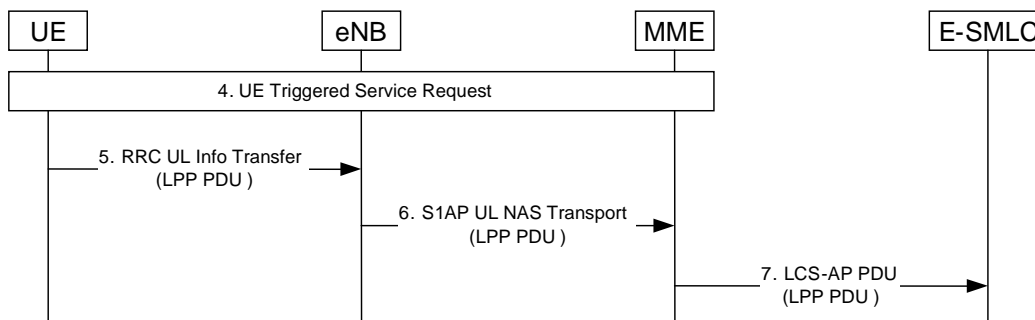 UE
eNB
MME
E-SMLC
4. UE Triggered Service Request
5. RRC UL Info Transfer
(LPP PDU )
6. S1AP UL NAS Transport
(LPP PDU )
7. LCS-AP PDU
(LPP PDU )